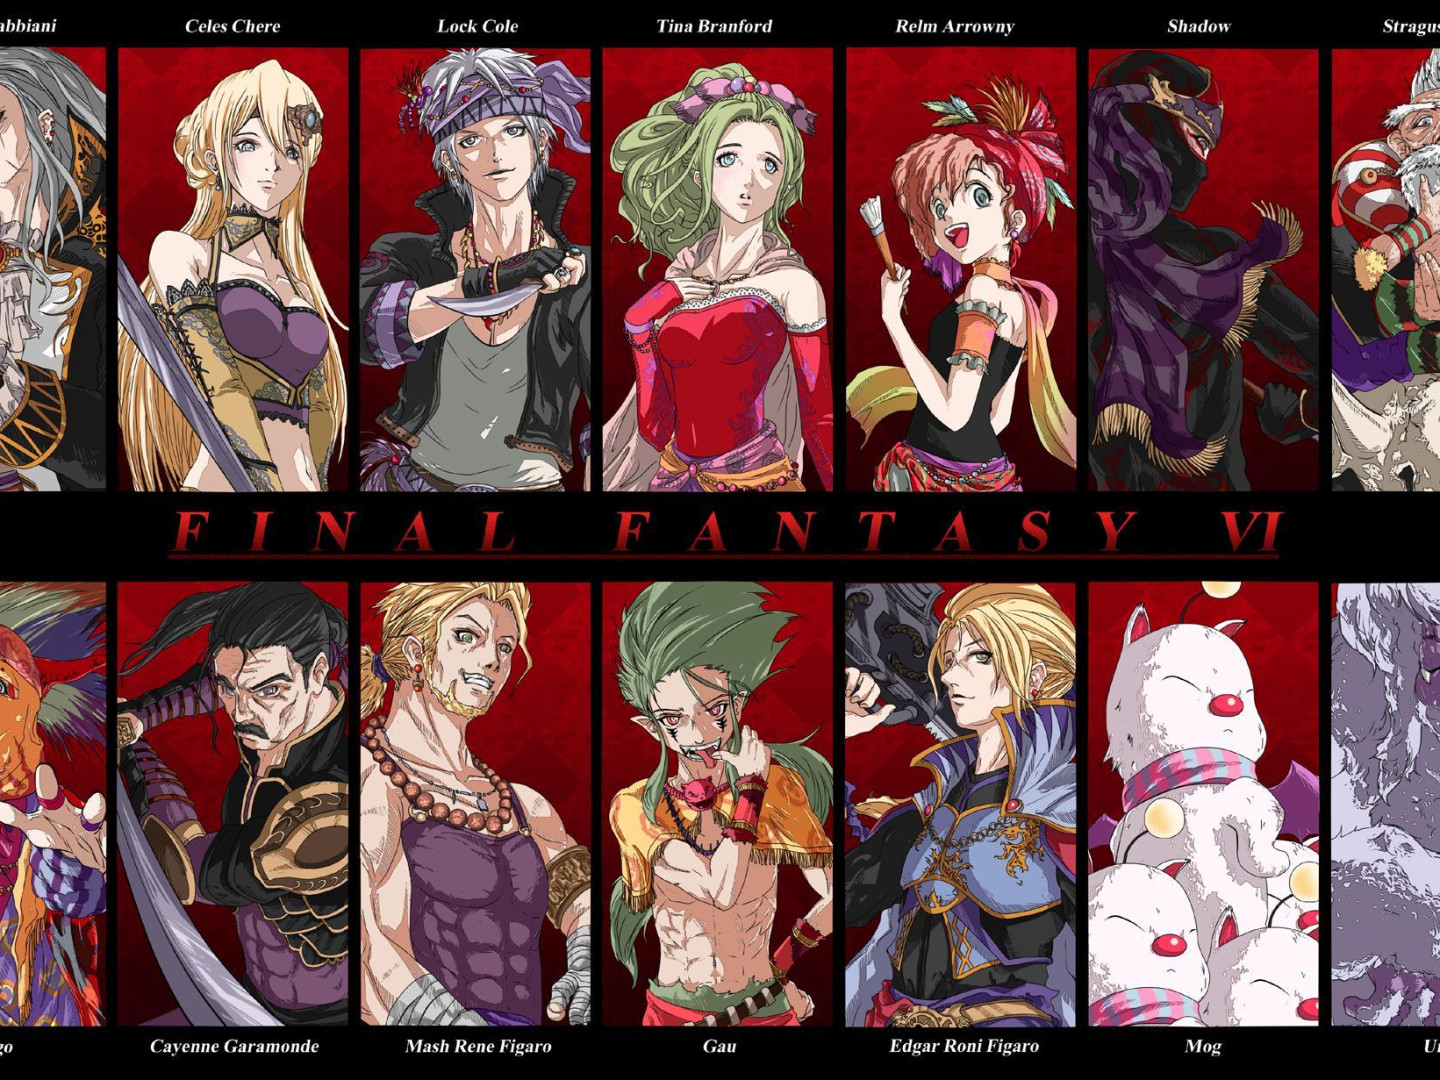 abbiani
Celes Chere
Lock Cole
Tina Branford
Relm Arrowny
Shadow
Stragus
FINAL FANTASY VI
go
Cayenne Garamonde
Mash Rene Figaro
Gau
Edgar Roni Figaro
Mog
U